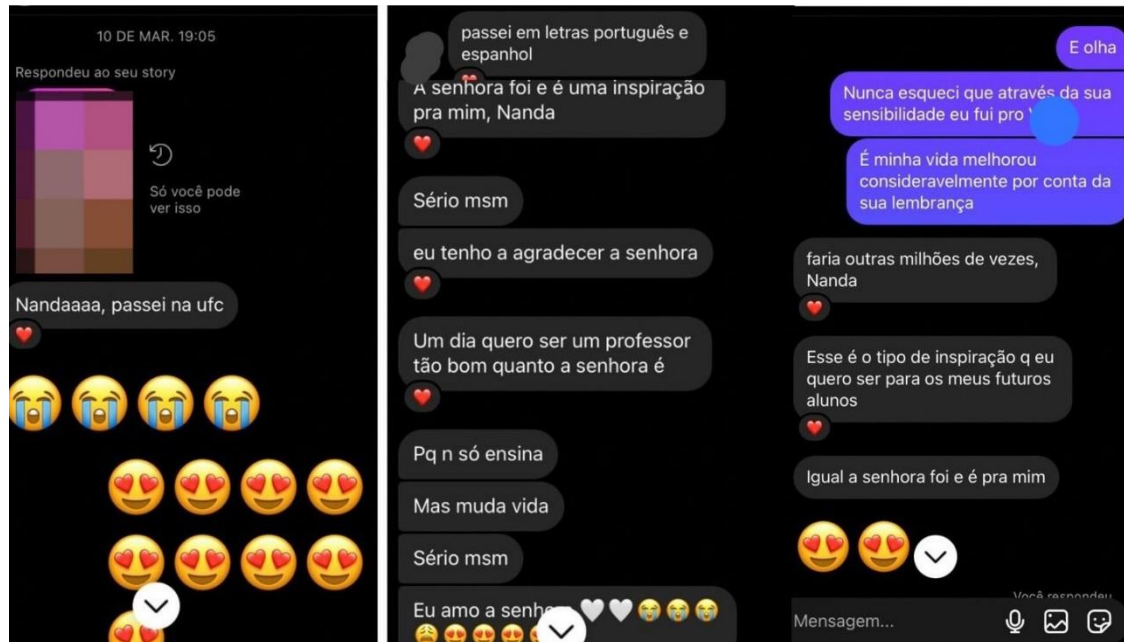 10 DE MAR. 19:05
Respondeu ao seu story
Só você pode
ver isso
Nandaaaa, passei na ufc
passei em letras português e
espanhol
A senhora foi e é uma inspiração
pra mim, Nanda
Sério msm
eu tenho a agradecer a senhora
Um dia quero ser um professor
tão bom quanto a senhora é
Pq n só ensina
Mas muda vida
Sério msm
Eu amo a
E olha
Nunca esqueci que através da sua
sensibilidade eu fui pro
É minha vida melhorou
consideravelmente por conta da
sua lembrança
faria outras milhões de vezes,
Nanda
Esse é o tipo de inspiração q eu
quero ser para os meus futuros
alunos
Igual a senhora foi e é pra mim
Você respondeu
Mensagem...